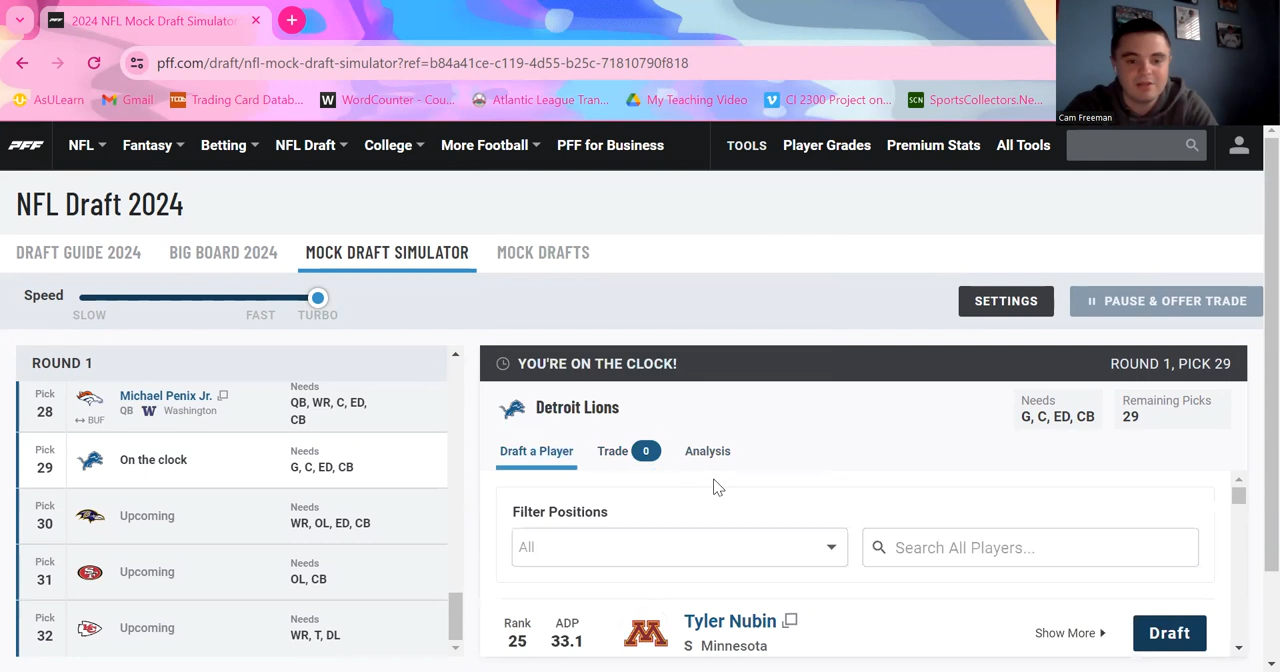 2024 NFL Mock Draft Simulator
pff.com/draft/nfl-mock-draft-simulator?ref=b84a41ce-c119-4d55-b25c-71810790f818
AsULearn Gmail Trading Card Datab... WordCounter - Cou... Atlantic League Tran... My Teaching Video CI 2300 Project on... SportsCollectors.Ne...
Cam Freeman
PFF NFL Fantasy Betting NFL Draft College More Football PFF for Business TOOLS Player Grades Premium Stats All Tools
NFL Draft 2024
DRAFT GUIDE 2024 BIG BOARD 2024 MOCK DRAFT SIMULATOR MOCK DRAFTS
Speed
SLOW FAST TURBO
SETTINGS PAUSE & OFFER TRADE
ROUND 1
Pick 28
↔ BUF
Michael Penix Jr.
QB W Washington
Needs
QB, WR, C, ED,
CB
Pick 29
On the clock
Needs
G, C, ED, CB
Pick 30
Upcoming
Needs
WR, OL, ED, CB
Pick 31
Upcoming
Needs
OL, CB
Pick 32
Upcoming
Needs
WR, T, DL
YOU'RE ON THE CLOCK! ROUND 1, PICK 29
Detroit Lions
Needs
G, C, ED, CB
Remaining Picks
29
Draft a Player Trade 0 Analysis
Filter Positions
All Search All Players...
Rank
25
ADP
33.1
Tyler Nubin
S Minnesota
Show More Draft